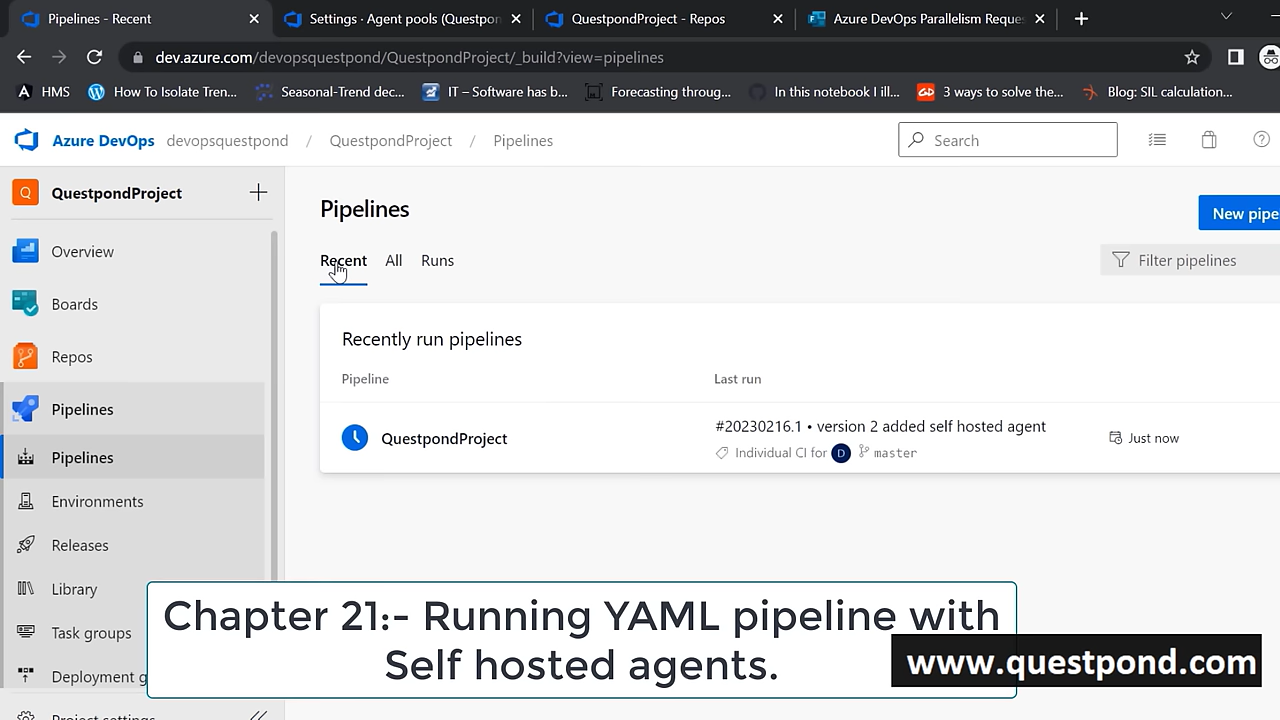 Pipelines - Recent
Settings · Agent pools (Questpon
QuestpondProject - Repos
Azure DevOps Parallelism Reques
dev.azure.com/devopsquestpond/QuestpondProject/_build?view=pipelines
HMS
How To Isolate Tren...
Seasonal-Trend dec...
IT – Software has b...
Forecasting throug...
In this notebook I ill...
3 ways to solve the...
Blog: SIL calculation...
Azure DevOps devopsquestpond / QuestpondProject / Pipelines
Search
Q QuestpondProject
Overview
Boards
Repos
Pipelines
Pipelines
Environments
Releases
Library
Task groups
Deployment g
Project settings
Pipelines
New pipe
Recent All Runs
Filter pipelines
Recently run pipelines
Pipeline Last run
QuestpondProject
#20230216.1 • version 2 added self hosted agent
Individual CI for D master
Just now
Chapter 21:- Running YAML pipeline with
Self hosted agents.
www.questpond.com